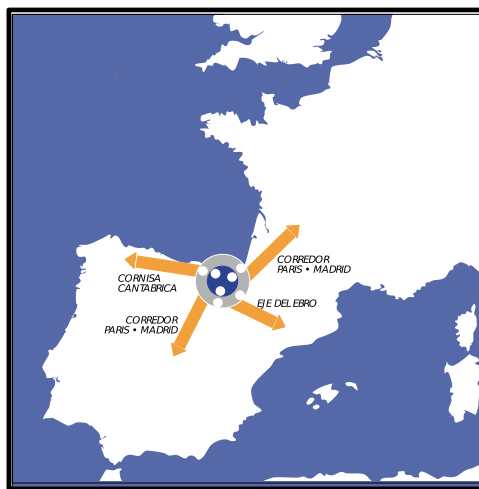 CORREDOR
PARIS • MADRID
CORNISA
CANTABRICA
EJE DEL EBRO
CORREDOR
PARIS • MADRID